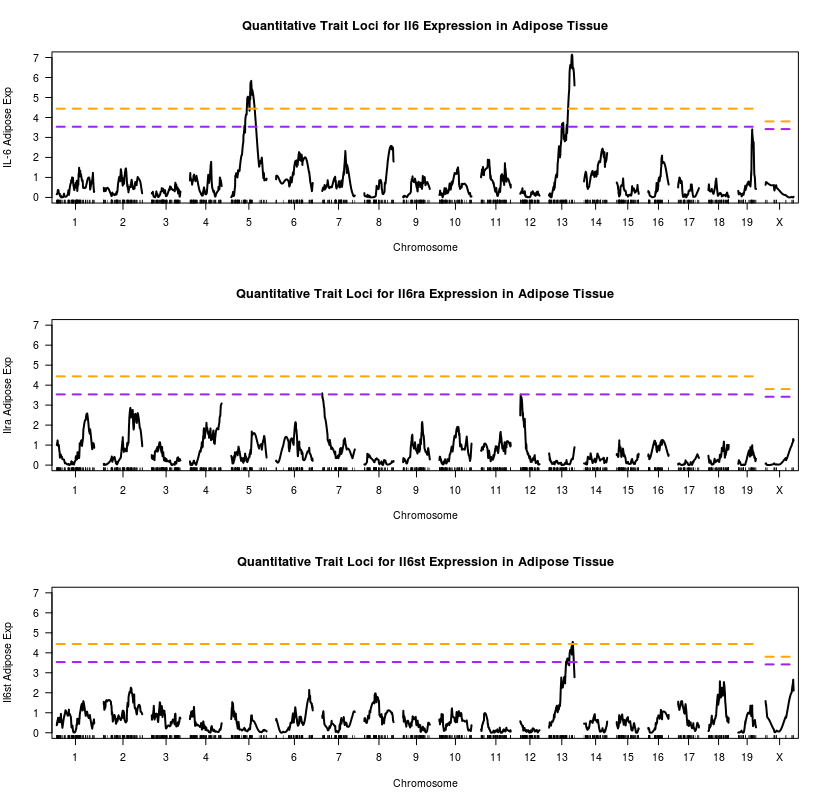 Quantitative Trait Loci for Il6 Expression in Adipose Tissue
IL-6 Adipose Exp
7
6
5
4
3
2
1
0
1 2 3 4 5 6 7 8 9 10 11 12 13 14 15 16 17 18 19 X
Chromosome
Quantitative Trait Loci for Il6ra Expression in Adipose Tissue
Ilra Adipose Exp
7
6
5
4
3
2
1
0
1 2 3 4 5 6 7 8 9 10 11 12 13 14 15 16 17 18 19 X
Chromosome
Quantitative Trait Loci for Il6st Expression in Adipose Tissue
Il6st Adipose Exp
7
6
5
4
3
2
1
0
1 2 3 4 5 6 7 8 9 10 11 12 13 14 15 16 17 18 19 X
Chromosome